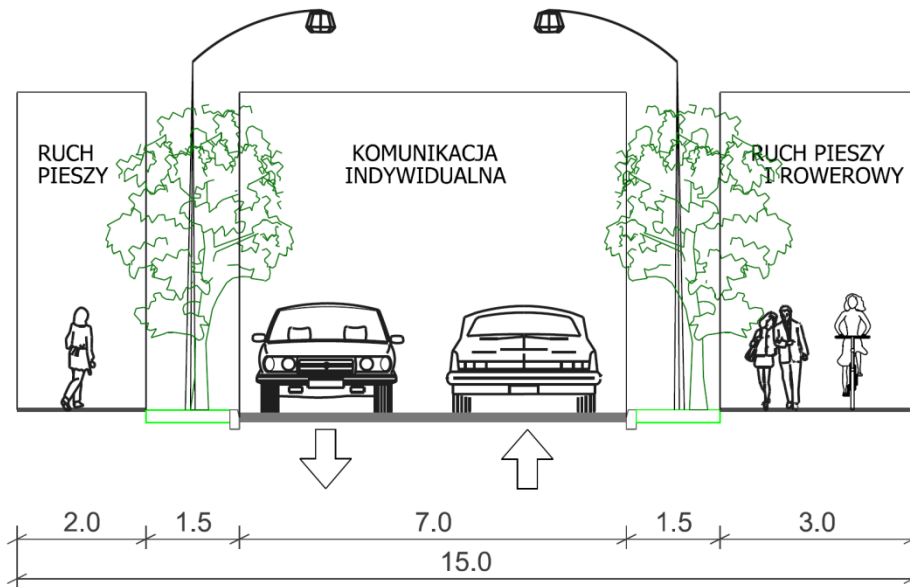 RUCH
PIESZY
KOMUNIKACJA
INDYWIDUALNA
RUCH PIESZY
I ROWEROWY
2.0
1.5
7.0
1.5
3.0
15.0